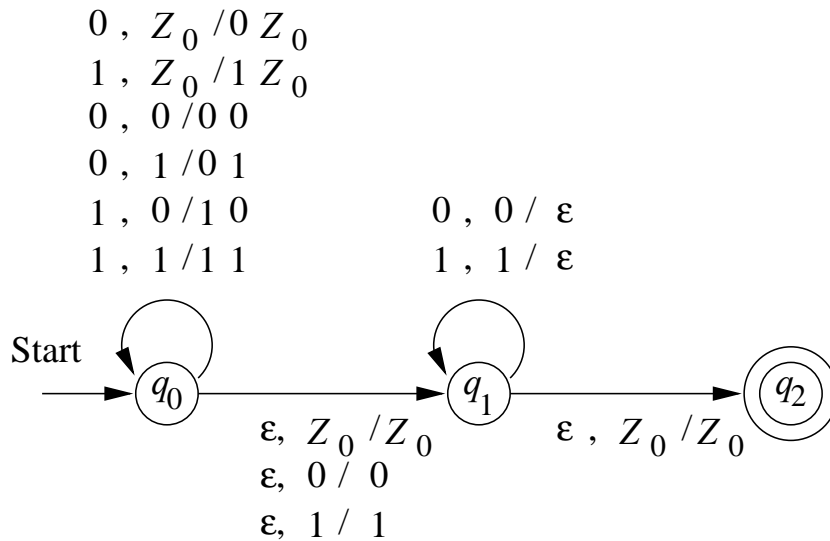 0 , Z₀ /0 Z₀
1 , Z₀ /1 Z₀
0 , 0 /0 0
0 , 1 /0 1
1 , 0 /1 0
1 , 1 /1 1
0 , 0 / ε
1 , 1 / ε
Start
q₀
q₁
q₂
ε, Z₀ /Z₀
ε, 0 / 0
ε, 1 / 1
ε , Z₀ /Z₀